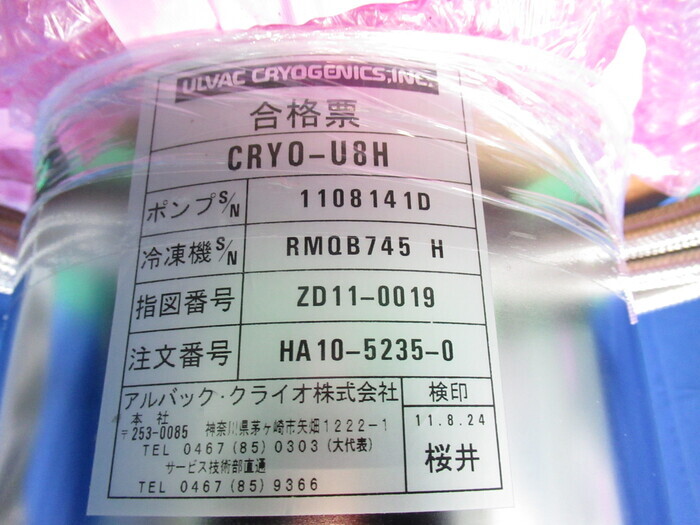 ULVAC CRYOGENICS,INC.
合格票
CRYO-U8H
ポンプS/N 1108141D
冷凍機S/N RMQB745 H
指図番号 ZD11-0019
注文番号 HA10-5235-0
アルバック・クライオ株式会社 検印
本社 11.8.24
〒253-0085 神奈川県茅ヶ崎市矢畑1222-1
TEL 0467(85)0303(大代表) 桜井
サービス技術部直通
TEL 0467(85)9366